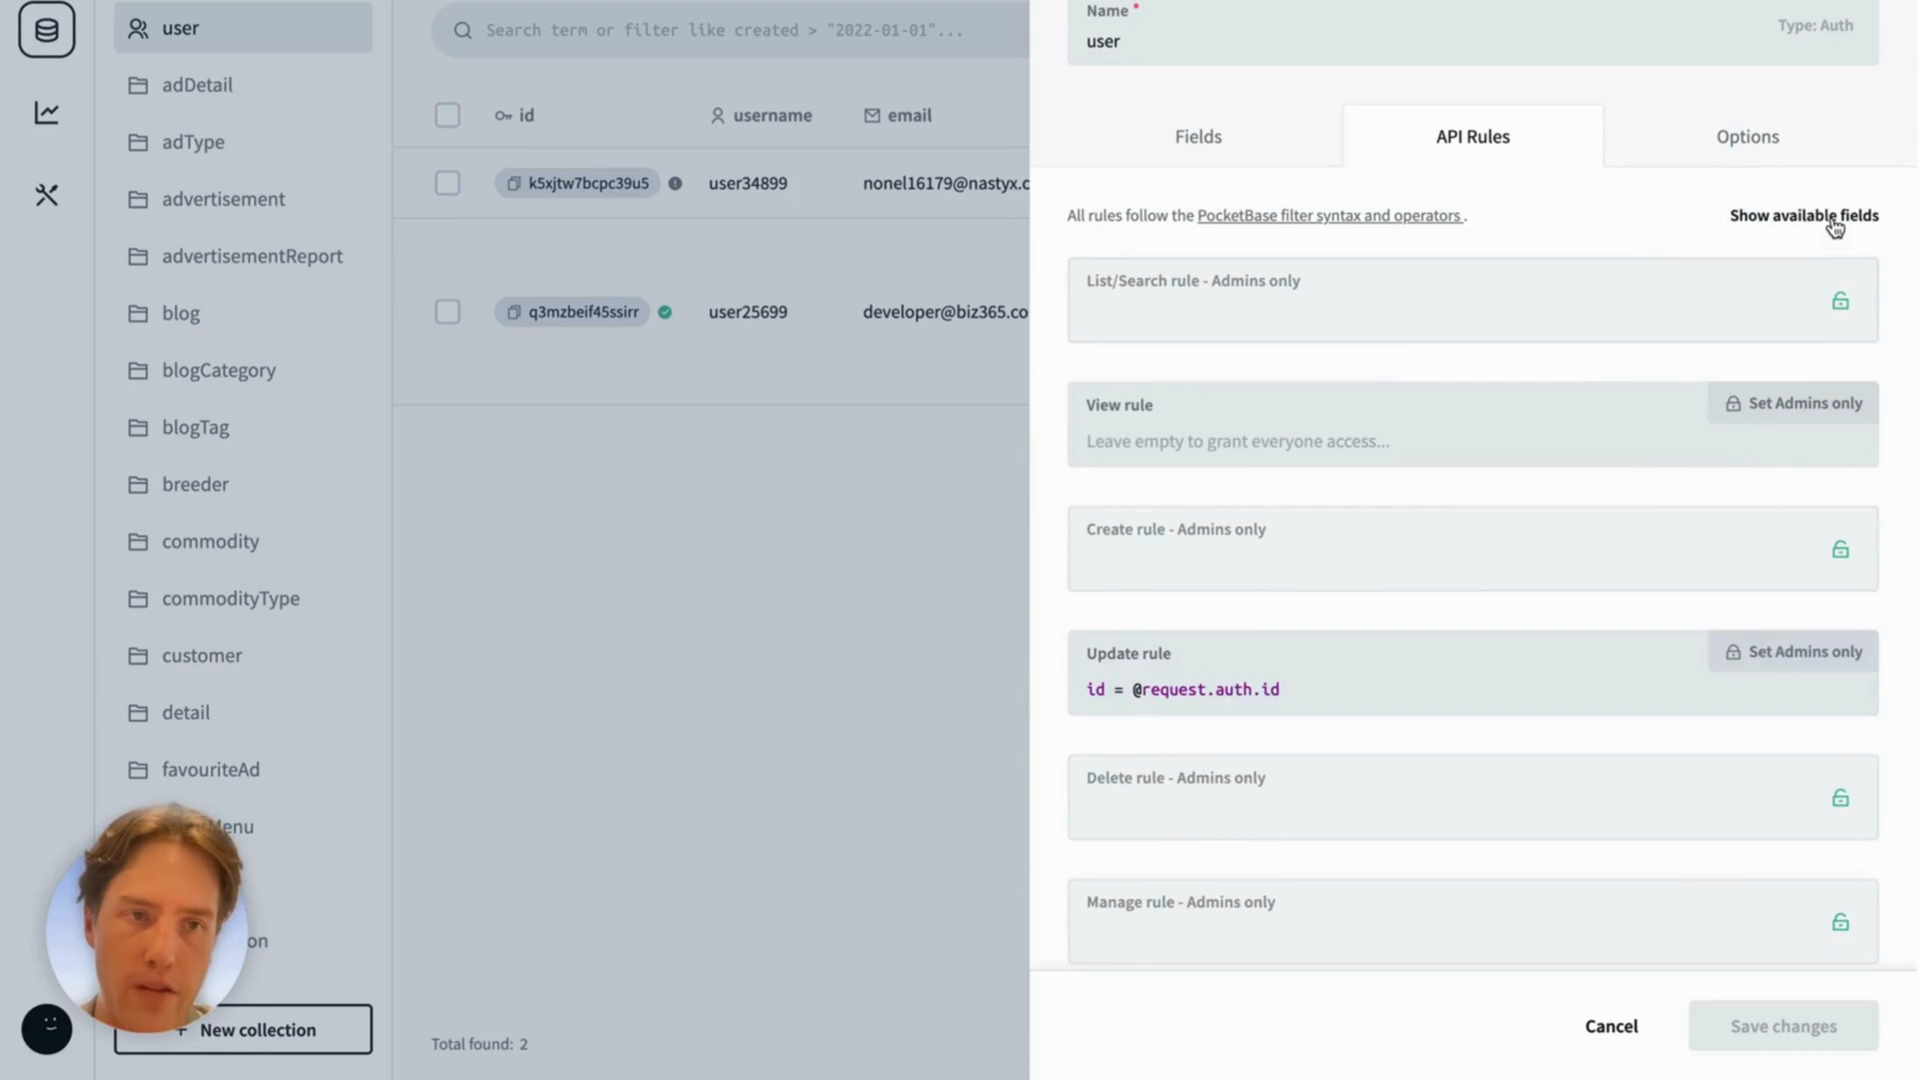 user
adDetail
adType
advertisement
advertisementReport
blog
blogCategory
blogTag
breeder
commodity
commodityType
customer
detail
favouriteAd
New collection
Search term or filter like created > "2022-01-01"...
id
username
email
k5xjtw7bcpc39u5
user34899
nonel16179@nastyx.c
q3mzbeif45ssirr
user25699
developer@biz365.co
Total found: 2
Name *
user
Type: Auth
Fields
API Rules
Options
All rules follow the PocketBase filter syntax and operators .
Show available fields
List/Search rule - Admins only
View rule
Set Admins only
Leave empty to grant everyone access...
Create rule - Admins only
Update rule
Set Admins only
id = @request.auth.id
Delete rule - Admins only
Manage rule - Admins only
Cancel
Save changes